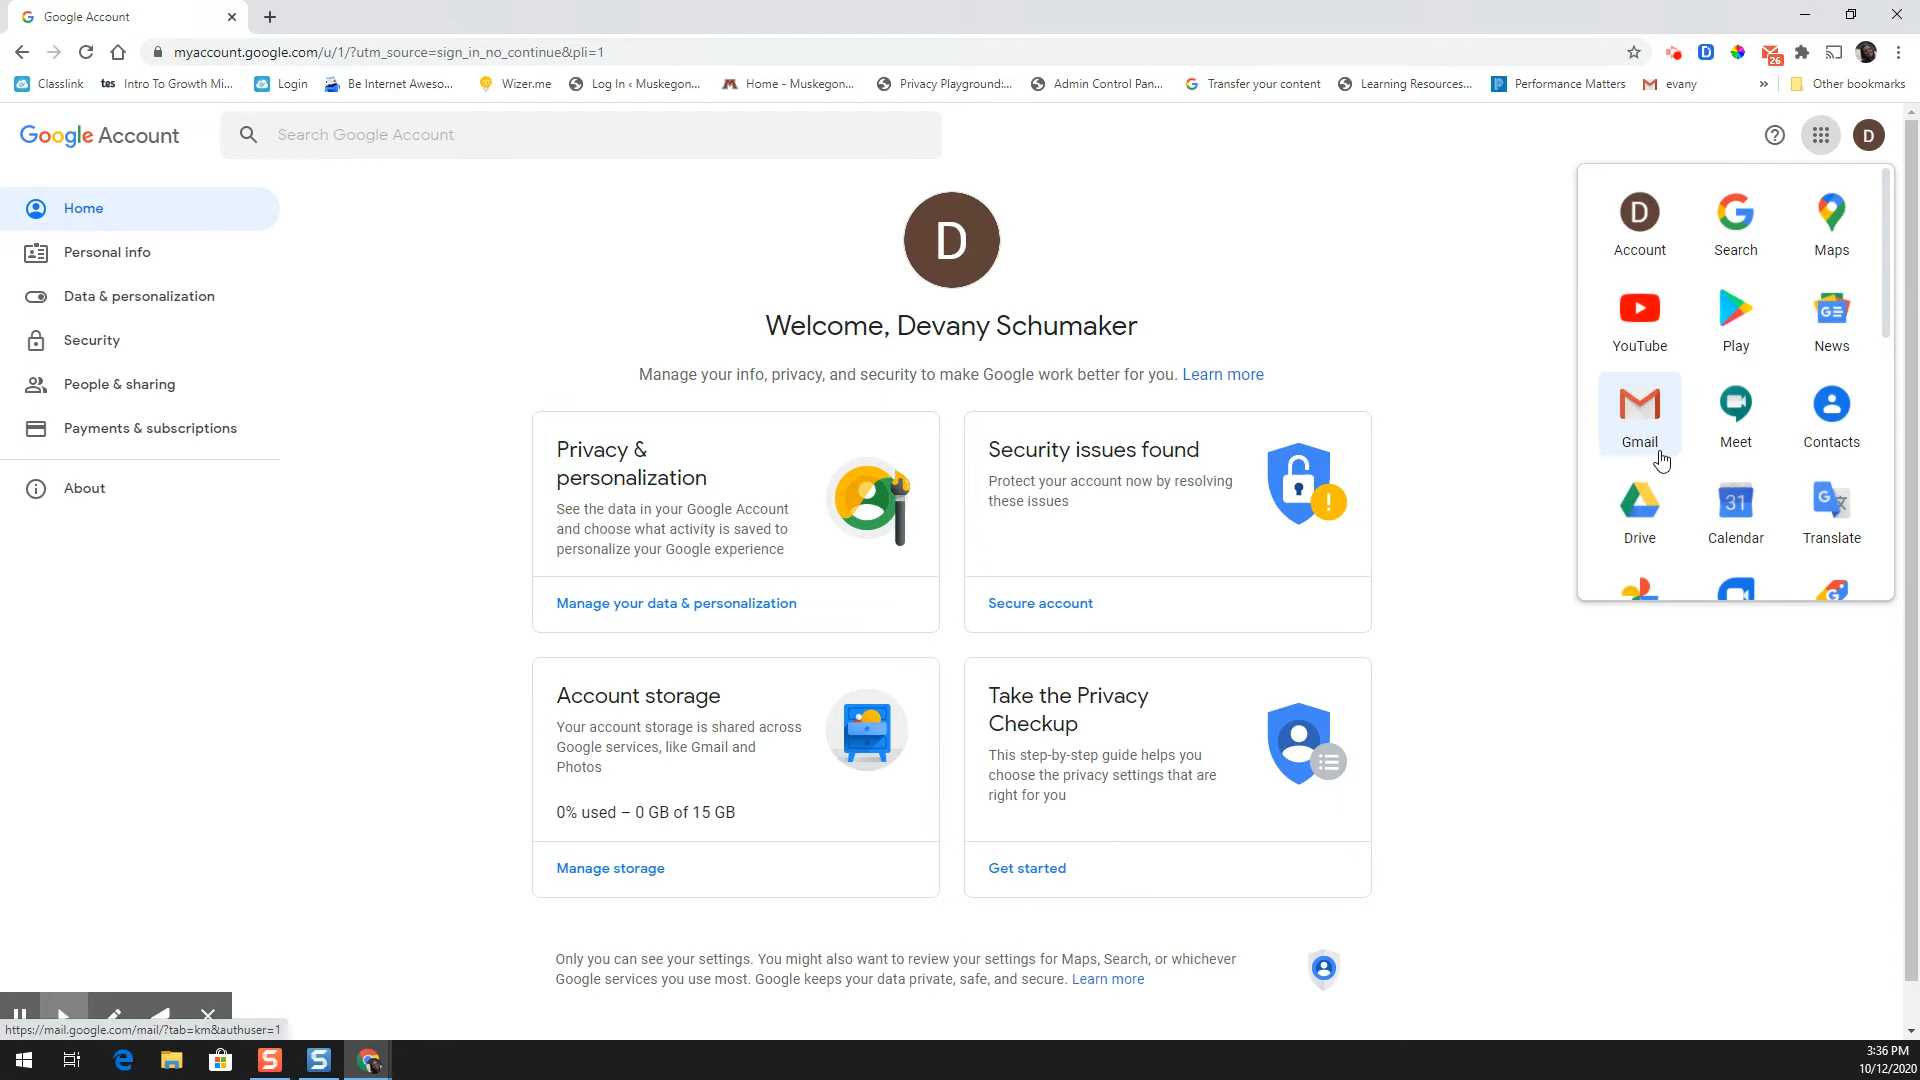 Google Account
myaccount.google.com/u/1/?utm_source=sign_in_no_continue&pli=1
26
Classlink
tes Intro To Growth Mi...
Login
Be Internet Aweso...
Wizer.me
Log In ‹ Muskegon...
Home - Muskegon...
Privacy Playground:...
Admin Control Pan...
Transfer your content
Learning Resources...
Performance Matters
evany
»
Other bookmarks
Google Account
Search Google Account
D
Home
Personal info
Data & personalization
Security
People & sharing
Payments & subscriptions
About
D
Welcome, Devany Schumaker
Manage your info, privacy, and security to make Google work better for you. Learn more
Privacy &
personalization
See the data in your Google Account
and choose what activity is saved to
personalize your Google experience
Manage your data & personalization
Security issues found
Protect your account now by resolving
these issues
Secure account
Account storage
Your account storage is shared across
Google services, like Gmail and
Photos
0% used – 0 GB of 15 GB
Manage storage
Take the Privacy
Checkup
This step-by-step guide helps you
choose the privacy settings that are
right for you
Get started
Only you can see your settings. You might also want to review your settings for Maps, Search, or whichever
Google services you use most. Google keeps your data private, safe, and secure. Learn more
D
Account
Search
Maps
YouTube
Play
News
Gmail
Meet
Contacts
31
Drive
Calendar
Translate
https://mail.google.com/mail/?tab=km&authuser=1
3:36 PM
10/12/2020